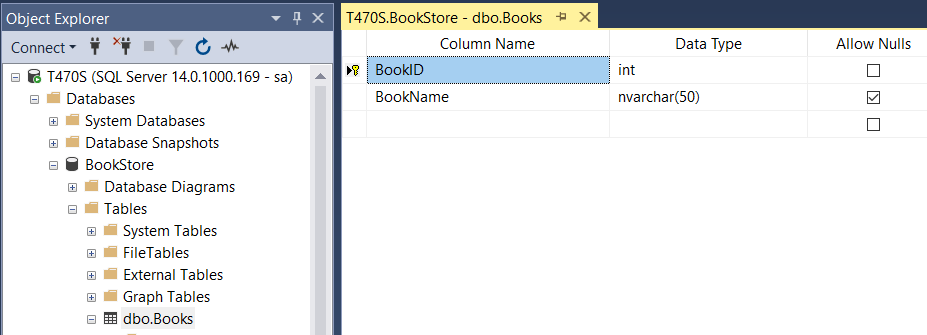 Object Explorer
Connect
T470S (SQL Server 14.0.1000.169 - sa)
Databases
System Databases
Database Snapshots
BookStore
Database Diagrams
Tables
System Tables
FileTables
External Tables
Graph Tables
dbo.Books
T470S.BookStore - dbo.Books
Column Name Data Type Allow Nulls
BookID int
BookName nvarchar(50)